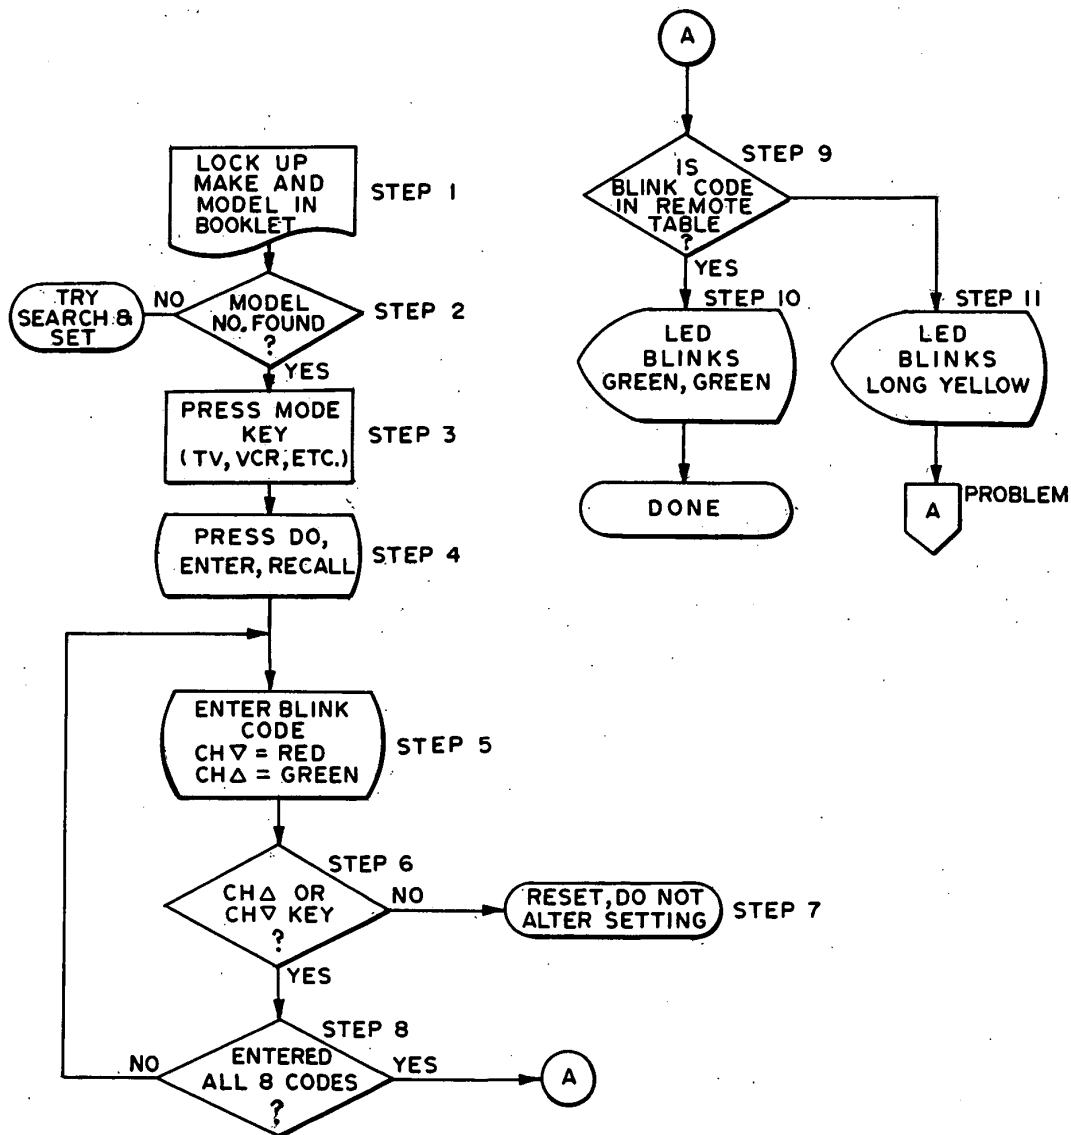 LOCK UP
MAKE AND
MODEL IN
BOOKLET
STEP 1
TRY
SEARCH &
SET
NO
MODEL
NO. FOUND
?
STEP 2
YES
PRESS MODE
KEY
(TV, VCR, ETC.)
STEP 3
PRESS DO,
ENTER, RECALL
STEP 4
ENTER BLINK
CODE
CH▽ = RED
CH△ = GREEN
STEP 5
STEP 6
CH△ OR
CH▽ KEY
?
NO
RESET, DO NOT
ALTER SETTING
STEP 7
YES
STEP 8
NO
ENTERED
ALL 8 CODES
?
YES
A
A
STEP 9
IS
BLINK CODE
IN REMOTE
TABLE
?
YES
STEP 10
LED
BLINKS
GREEN, GREEN
DONE
STEP 11
LED
BLINKS
LONG YELLOW
A
PROBLEM